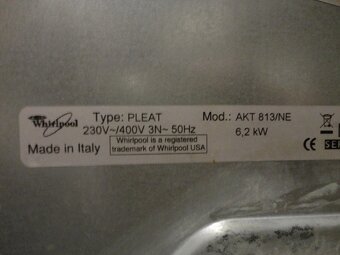 Whirlpool Type: PLEAT Mod.: AKT 813/NE
230V~/400V 3N~ 50Hz 6,2 kW
Made in Italy Whirlpool is a registered
trademark of Whirlpool USA
CE